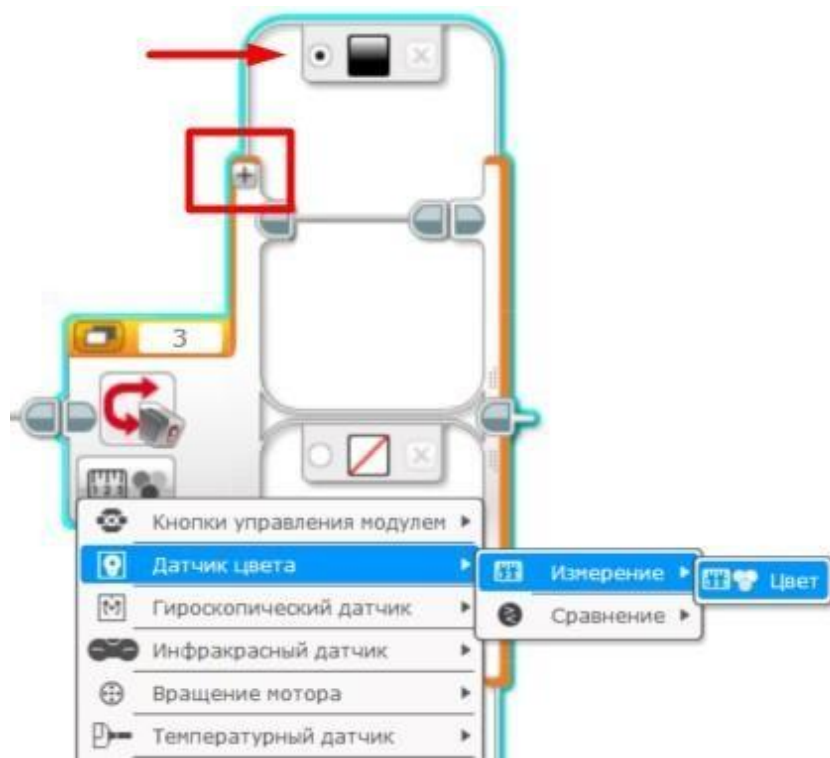 3
Кнопки управления модулем
Датчик цвета
Измерение
Цвет
Гироскопический датчик
Сравнение
Инфракрасный датчик
Вращение мотора
Температурный датчик